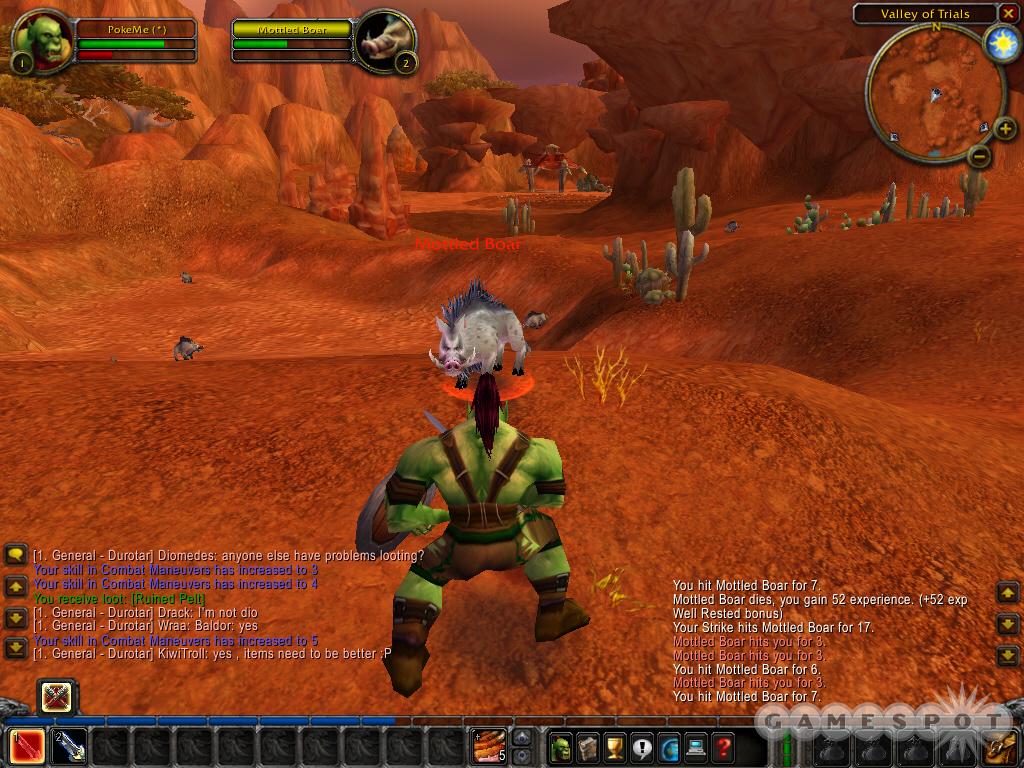 PokeMe (*)
1
Mottled Boar
2
Valley of Trials
N
Mottled Boar
[1. General - Durotar] Diomedes: anyone else have problems looting?
Your skill in Combat Maneuvers has increased to 3
Your skill in Combat Maneuvers has increased to 4
You receive loot: [Ruined Pelt]
[1. General - Durotar] Drack: I'm not dio
[1. General - Durotar] Wraa: Baldor: yes
Your skill in Combat Maneuvers has increased to 5
[1. General - Durotar] KiwiTroll: yes , items need to be better :P
You hit Mottled Boar for 7.
Mottled Boar dies, you gain 52 experience. (+52 exp
Well Rested bonus)
Your Strike hits Mottled Boar for 17.
Mottled Boar hits you for 3.
Mottled Boar hits you for 3.
You hit Mottled Boar for 6.
Mottled Boar hits you for 3.
You hit Mottled Boar for 7.
GAMESPOT
1
2
+
5